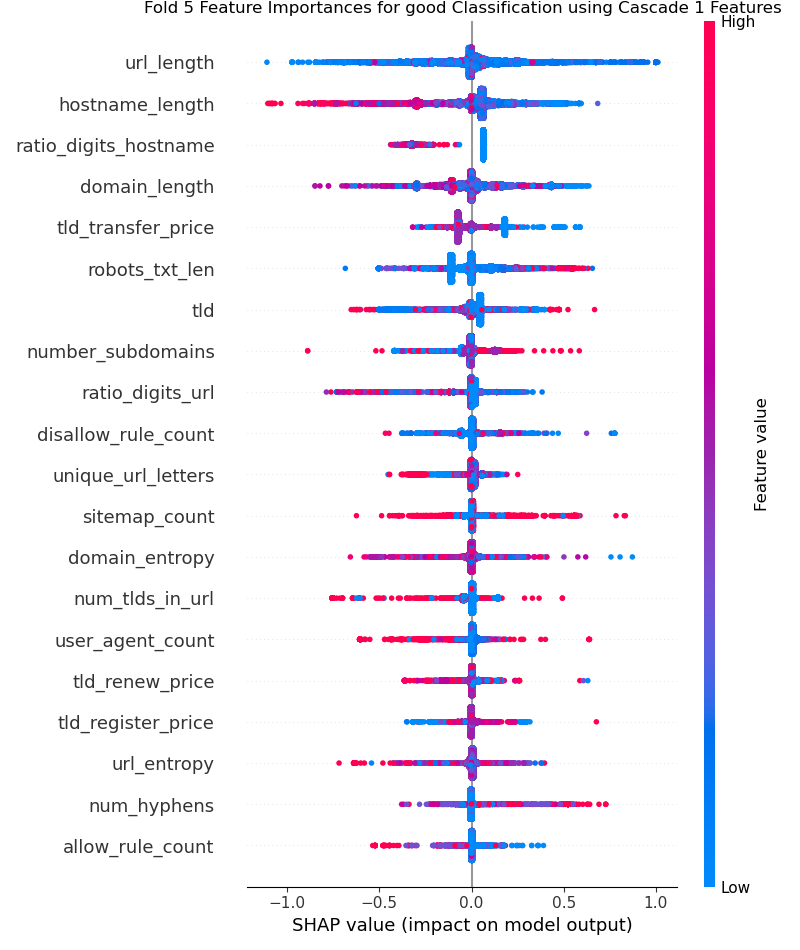 Fold 5 Feature Importances for good Classification using Cascade 1 Features
High
url_length
hostname_length
ratio_digits_hostname
domain_length
tld_transfer_price
robots_txt_len
tld
number_subdomains
ratio_digits_url
disallow_rule_count
unique_url_letters
sitemap_count
domain_entropy
num_tlds_in_url
user_agent_count
tld_renew_price
tld_register_price
url_entropy
num_hyphens
allow_rule_count
Feature value
Low
−1.0 −0.5 0.0 0.5 1.0
SHAP value (impact on model output)